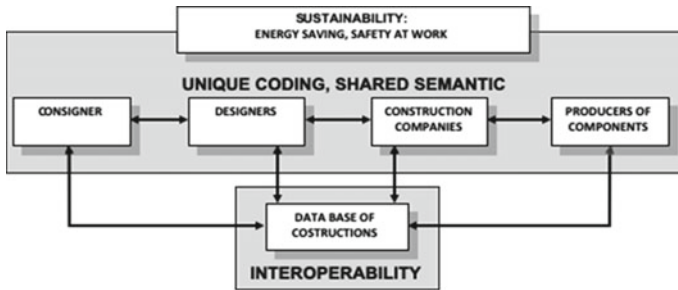 SUSTAINABILITY:
ENERGY SAVING, SAFETY AT WORK
UNIQUE CODING, SHARED SEMANTIC
CONSIGNER
DESIGNERS
CONSTRUCTION
COMPANIES
PRODUCERS OF
COMPONENTS
DATA BASE OF
COSTRUCTIONS
INTEROPERABILITY